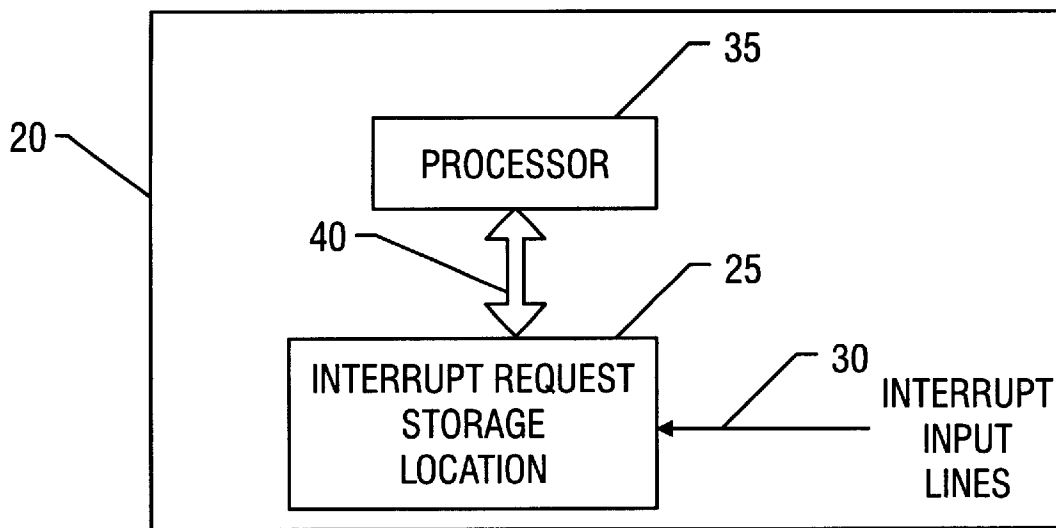 35
20
PROCESSOR
40
25
INTERRUPT REQUEST
STORAGE
LOCATION
30
INTERRUPT
INPUT
LINES